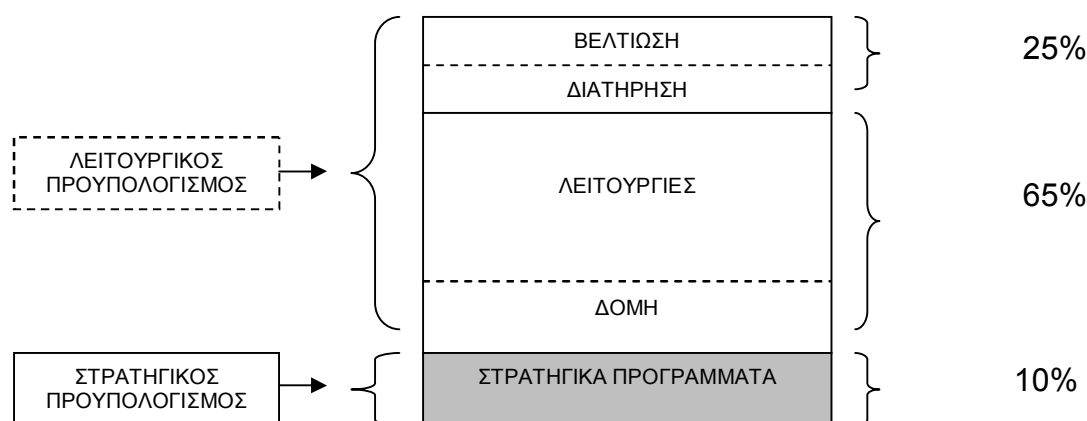 ΒΕΛΤΙΩΣΗ
25%
ΔΙΑΤΗΡΗΣΗ
ΛΕΙΤΟΥΡΓΙΚΟΣ
ΠΡΟΥΠΟΛΟΓΙΣΜΟΣ
ΛΕΙΤΟΥΡΓΙΕΣ
65%
ΔΟΜΗ
ΣΤΡΑΤΗΓΙΚΟΣ
ΠΡΟΥΠΟΛΟΓΙΣΜΟΣ
ΣΤΡΑΤΗΓΙΚΑ ΠΡΟΓΡΑΜΜΑΤΑ
10%